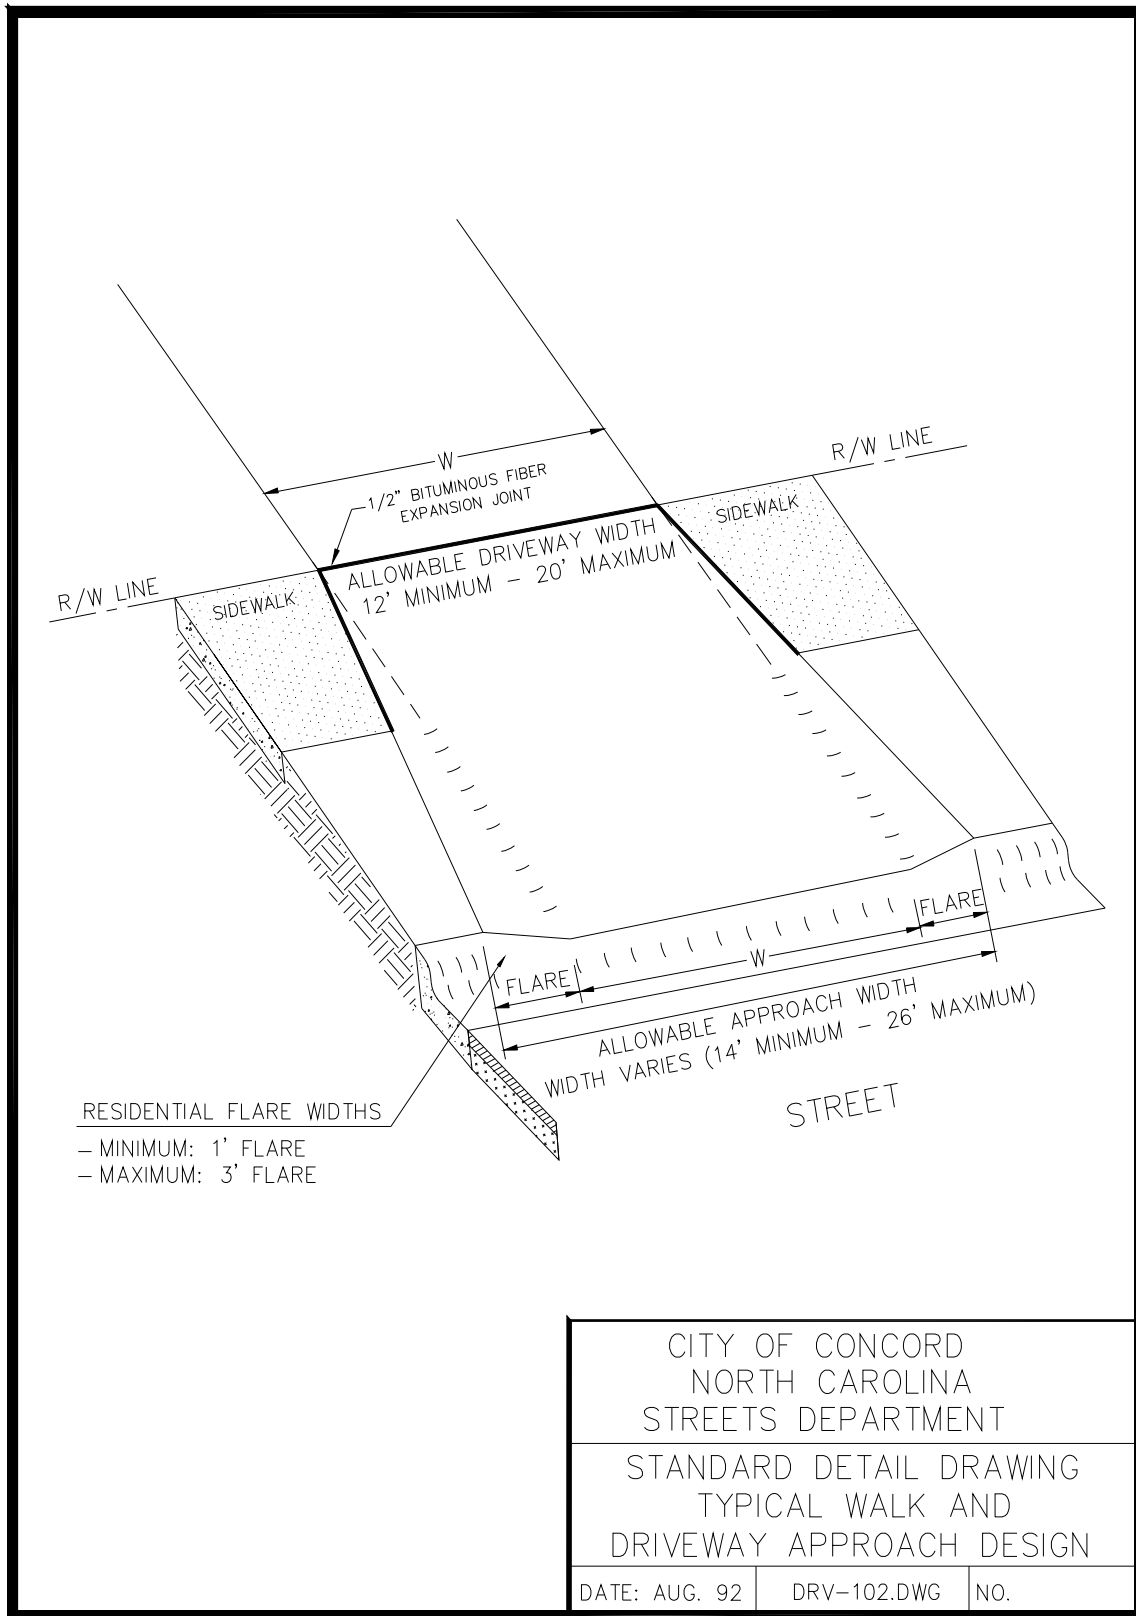 R/W LINE
W
1/2" BITUMINOUS FIBER
EXPANSION JOINT
SIDEWALK
ALLOWABLE DRIVEWAY WIDTH
12' MINIMUM - 20' MAXIMUM
R/W LINE
SIDEWALK
FLARE
W
FLARE
ALLOWABLE APPROACH WIDTH
WIDTH VARIES (14' MINIMUM - 26' MAXIMUM)
STREET
RESIDENTIAL FLARE WIDTHS
- MINIMUM: 1' FLARE
- MAXIMUM: 3' FLARE
CITY OF CONCORD
NORTH CAROLINA
STREETS DEPARTMENT
STANDARD DETAIL DRAWING
TYPICAL WALK AND
DRIVEWAY APPROACH DESIGN
DATE: AUG. 92 DRV-102.DWG NO.